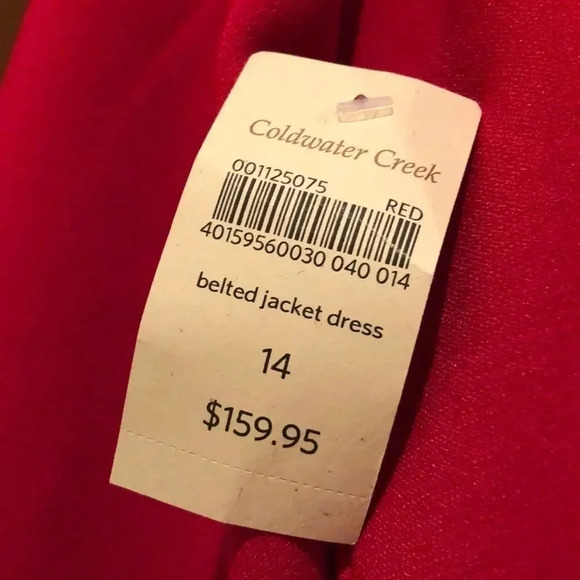 Coldwater Creek
001125075 RED
40159560030 040 014
belted jacket dress
14
$159.95